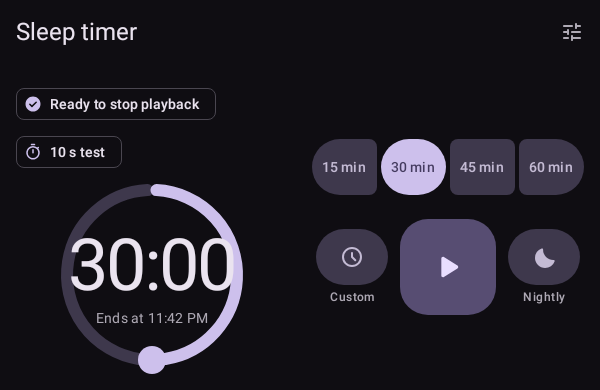 Sleep timer
Ready to stop playback
10 s test
30:00
Ends at 11:42 PM
15 min
30 min
45 min
60 min
Custom
Nightly